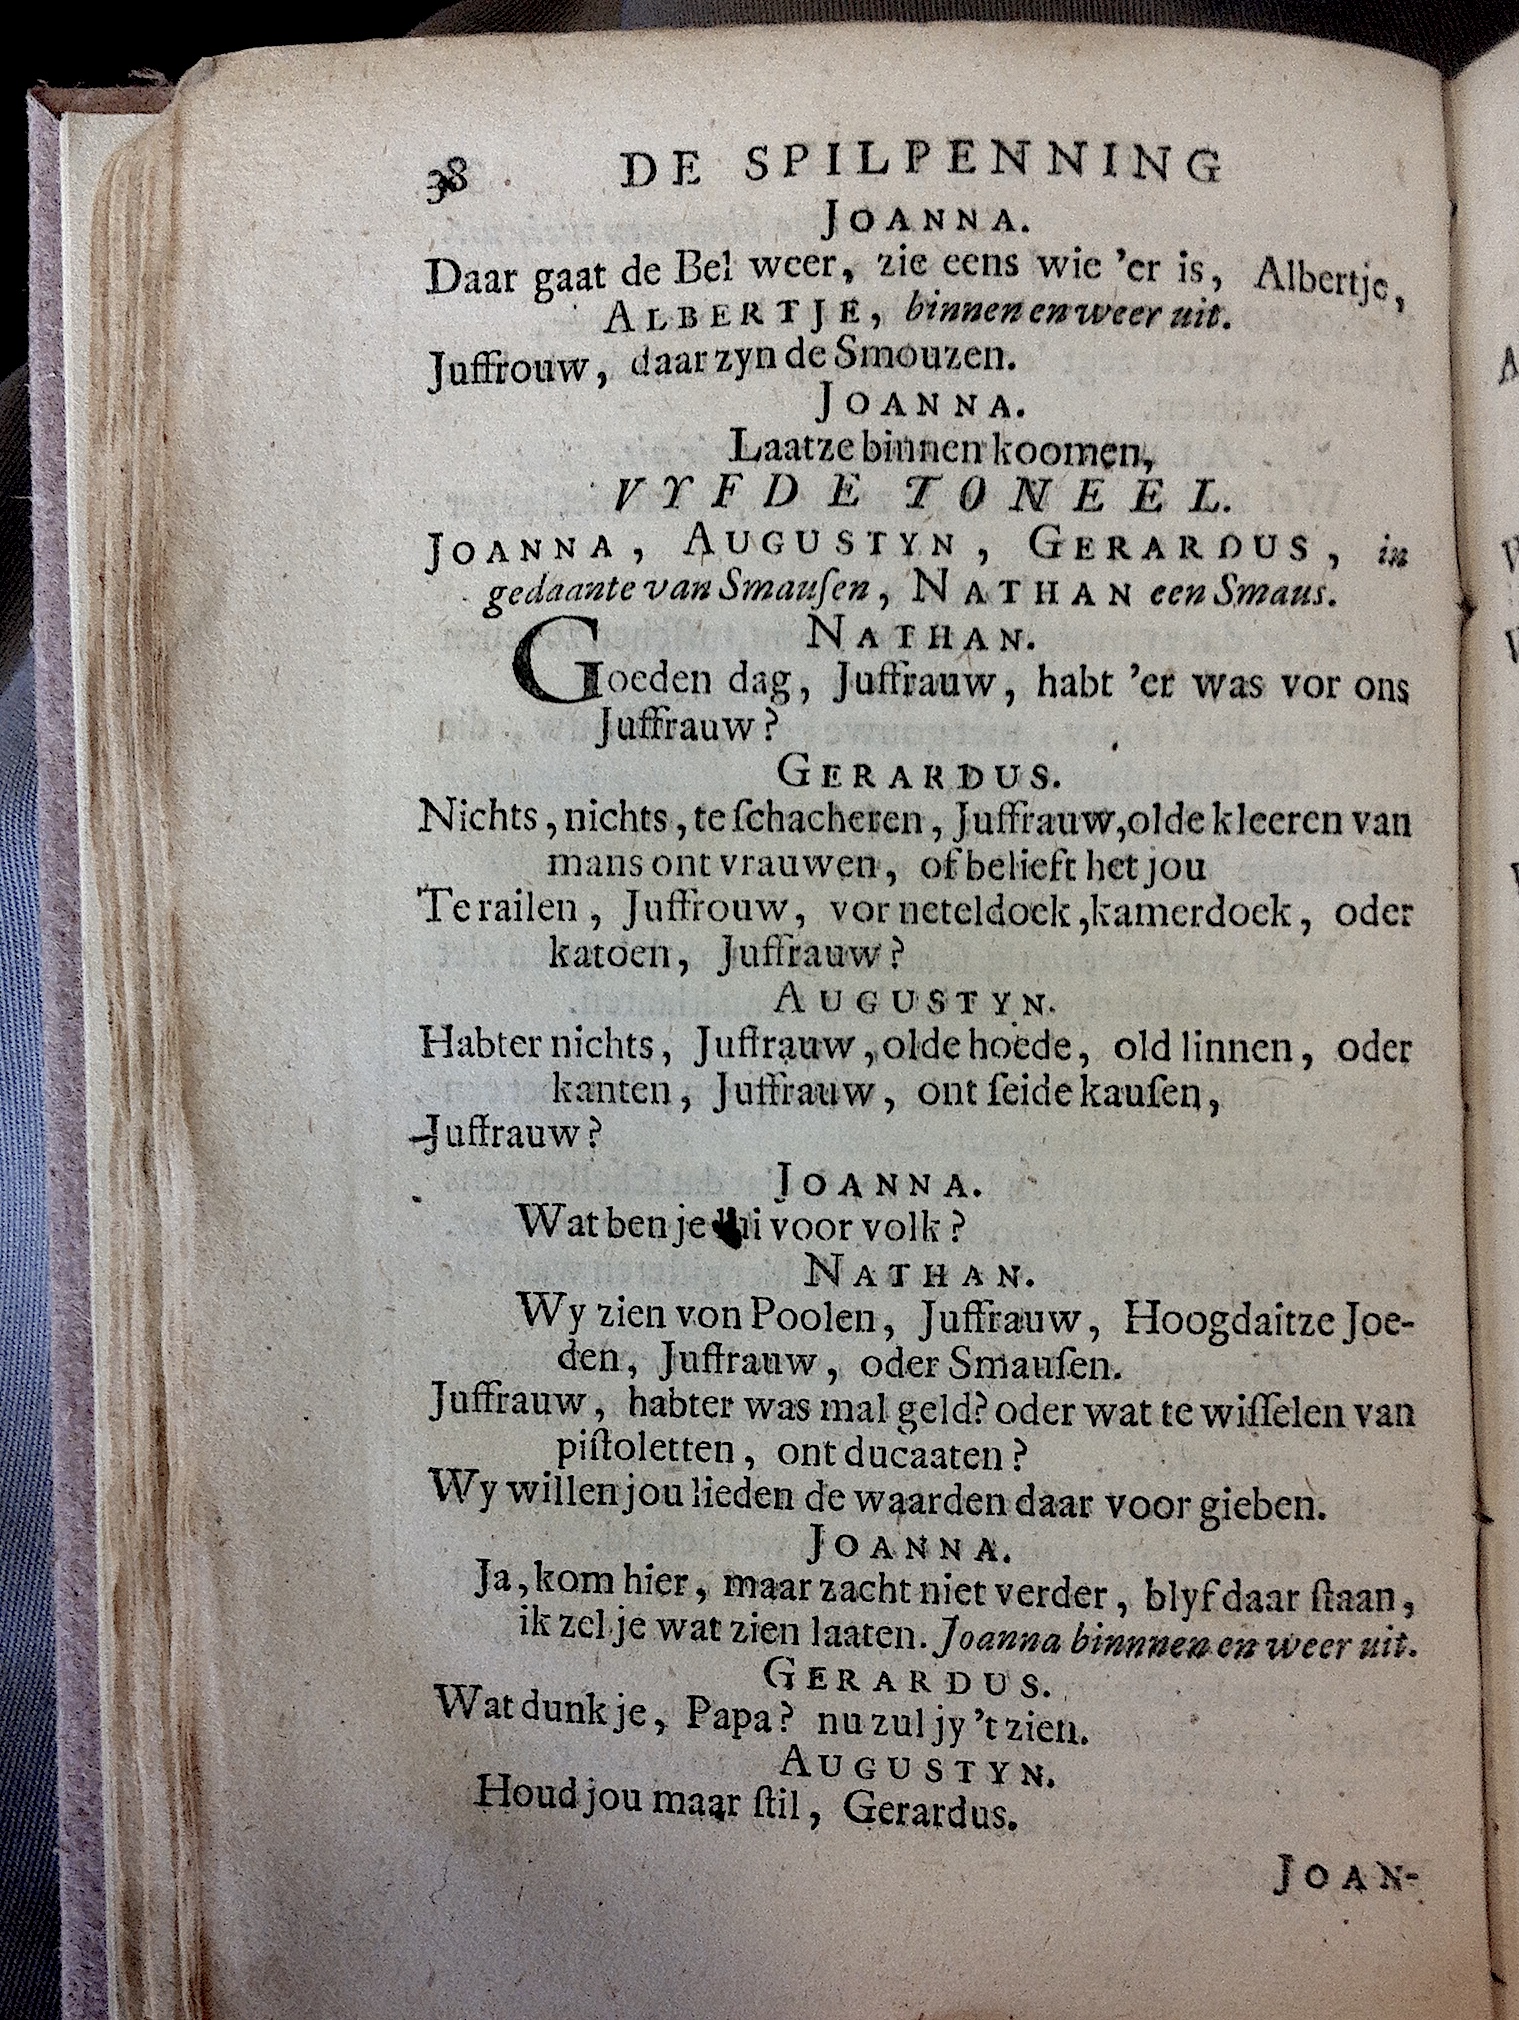 38 DE SPILPENNING
JOANNA.
Daar gaat de Bel weer, zie eens wie 'er is, Albertje,
ALBERTJE, binnen en weer uit.
Juffrouw, daar zyn de Smouzen.
JOANNA.
Laatze binnen koomen,
VYFDE TONEEL.
JOANNA, AUGUSTYN, GERARDUS, in
gedaante van Smauſen, NATHAN een Smaus.
NATHAN.
Goeden dag, Juffrauw, habt 'er was vor ons
Juffrauw?
GERARDUS.
Nichts, nichts, te ſchacheren, Juffrauw, olde kleeren van
mans ont vrauwen, of belieft het jou
Te railen, Juffrouw, vor neteldoek, kamerdoek, oder
katoen, Juffrauw?
AUGUSTYN.
Habter nichts, Juffrauw, olde hoede, old linnen, oder
kanten, Juffrauw, ont ſeide kauſen,
Juffrauw?
JOANNA.
Wat ben je lui voor volk?
NATHAN.
Wy zien von Poolen, Juffrauw, Hoogdaitze Joe-
den, Juffrauw, oder Smauſen.
Juffrauw, habter was mal geld? oder wat te wiſſelen van
piſtoletten, ont ducaaten?
Wy willen jou lieden de waarden daar voor gieben.
JOANNA.
Ja, kom hier, maar zacht niet verder, blyf daar ſtaan,
ik zel je wat zien laaten. Joanna binnnen en weer uit.
GERARDUS.
Wat dunk je, Papa? nu zul jy 't zien.
AUGUSTYN.
Houd jou maar ſtil, Gerardus.
JOAN-